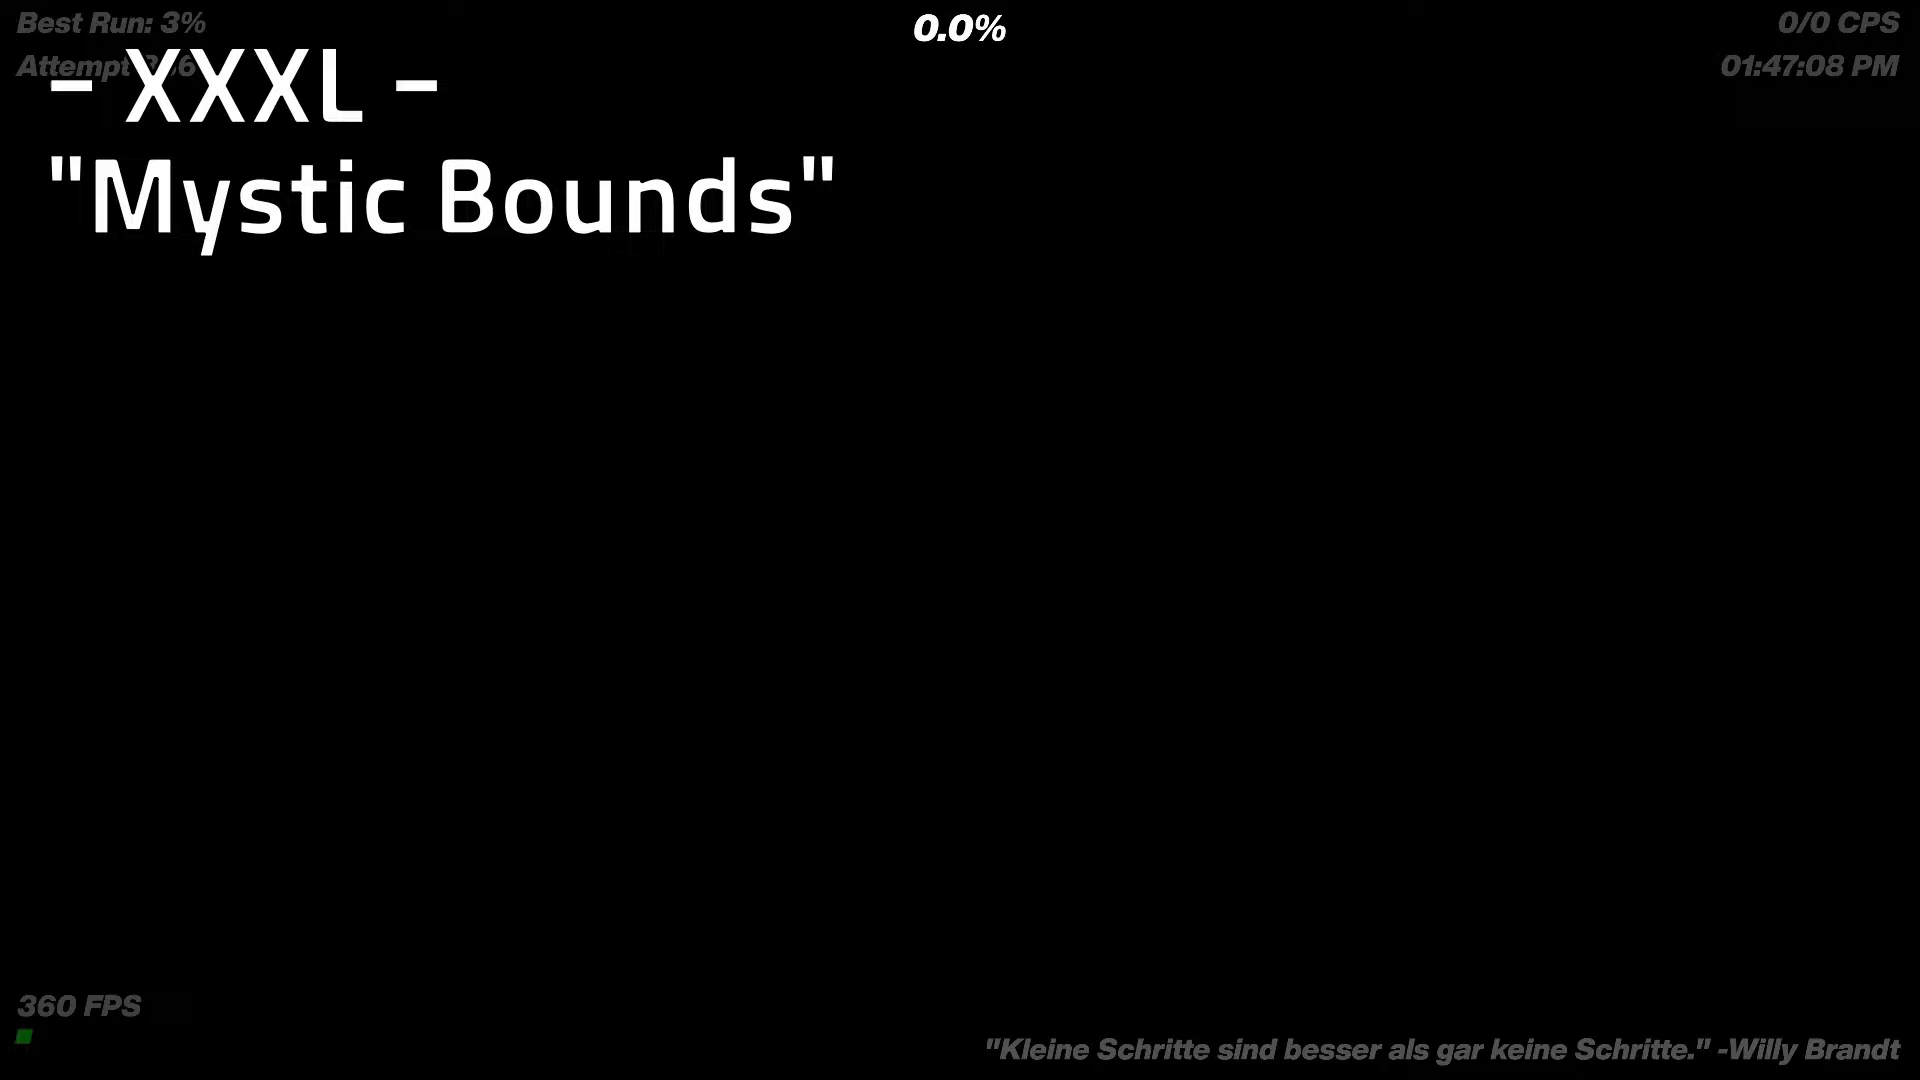 Best Run: 3%
0.0%
0/0 CPS
Attempt
01:47:08 PM
- XXXL -
"Mystic Bounds"
360 FPS
"Kleine Schritte sind besser als gar keine Schritte." -Willy Brandt